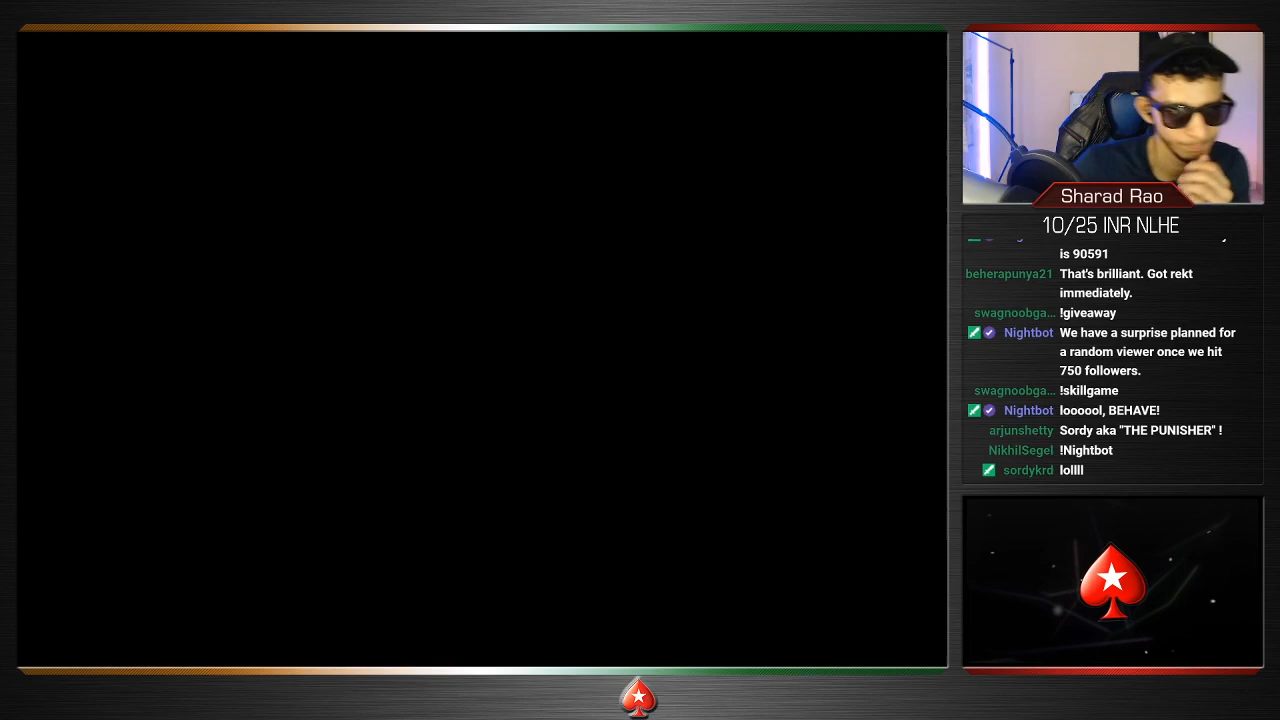 Sharad Rao
10/25 INR NLHE
is 90591
beherapunya21 That's brilliant. Got rekt
immediately.
swagnoobga... !giveaway
Nightbot We have a surprise planned for
a random viewer once we hit
750 followers.
swagnoobga... !skillgame
Nightbot loooool, BEHAVE!
arjunshetty Sordy aka "THE PUNISHER" !
NikhilSegel !Nightbot
sordykrd lollll